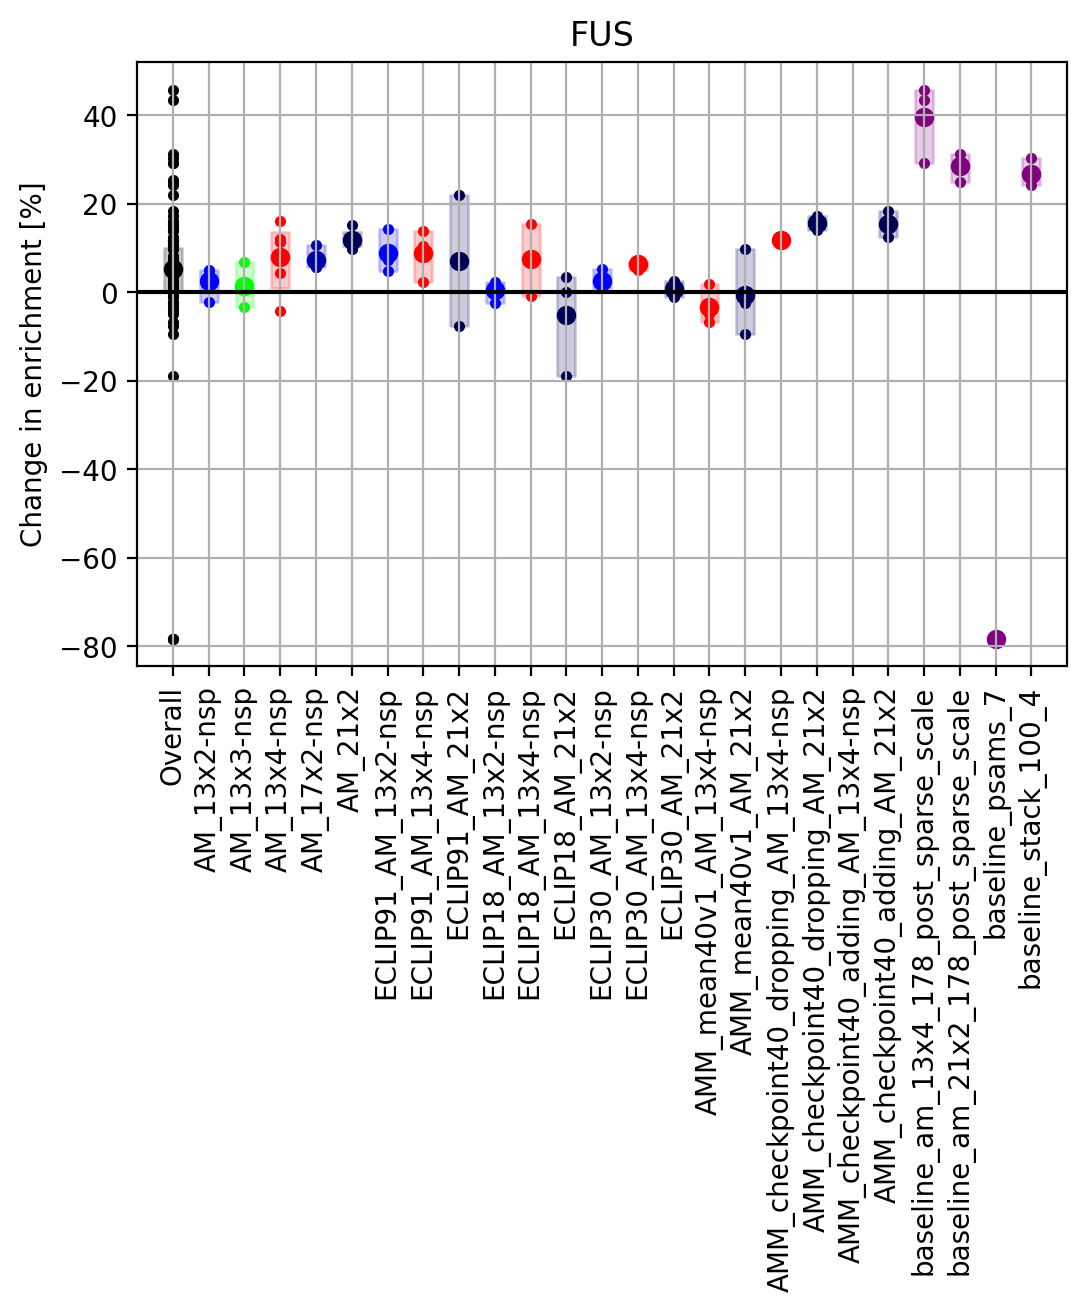 FUS
Change in enrichment [%]
40
20
0
−20
−40
−60
−80
Overall
AM_13x2-nsp
AM_13x3-nsp
AM_13x4-nsp
AM_17x2-nsp
AM_21x2
ECLIP91_AM_13x2-nsp
ECLIP91_AM_13x4-nsp
ECLIP91_AM_21x2
ECLIP18_AM_13x2-nsp
ECLIP18_AM_13x4-nsp
ECLIP18_AM_21x2
ECLIP30_AM_13x2-nsp
ECLIP30_AM_13x4-nsp
ECLIP30_AM_21x2
AMM_mean40v1_AM_13x4-nsp
AMM_mean40v1_AM_21x2
AMM_checkpoint40_dropping_AM_13x4-nsp
AMM_checkpoint40_dropping_AM_21x2
AMM_checkpoint40_adding_AM_13x4-nsp
AMM_checkpoint40_adding_AM_21x2
baseline_am_13x4_178_post_sparse_scale
baseline_am_21x2_178_post_sparse_scale
baseline_psams_7
baseline_stack_100_4